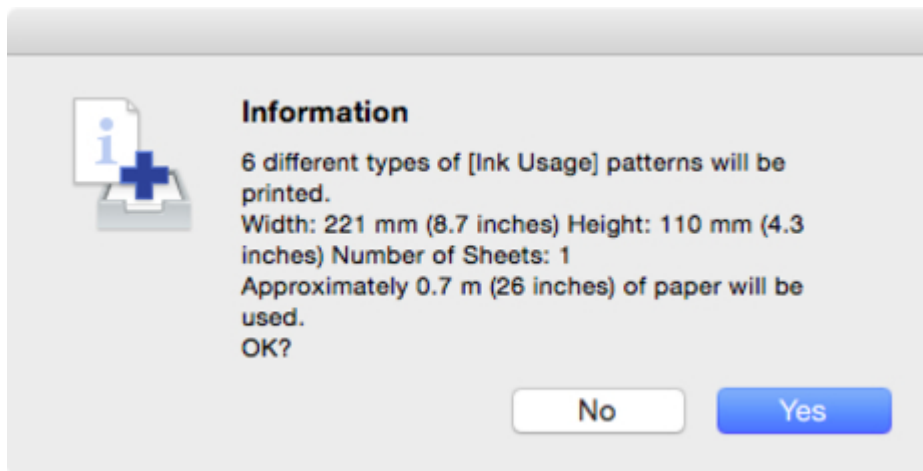 Information
6 different types of [Ink Usage] patterns will be
printed.
Width: 221 mm (8.7 inches) Height: 110 mm (4.3
inches) Number of Sheets: 1
Approximately 0.7 m (26 inches) of paper will be
used.
OK?
No Yes